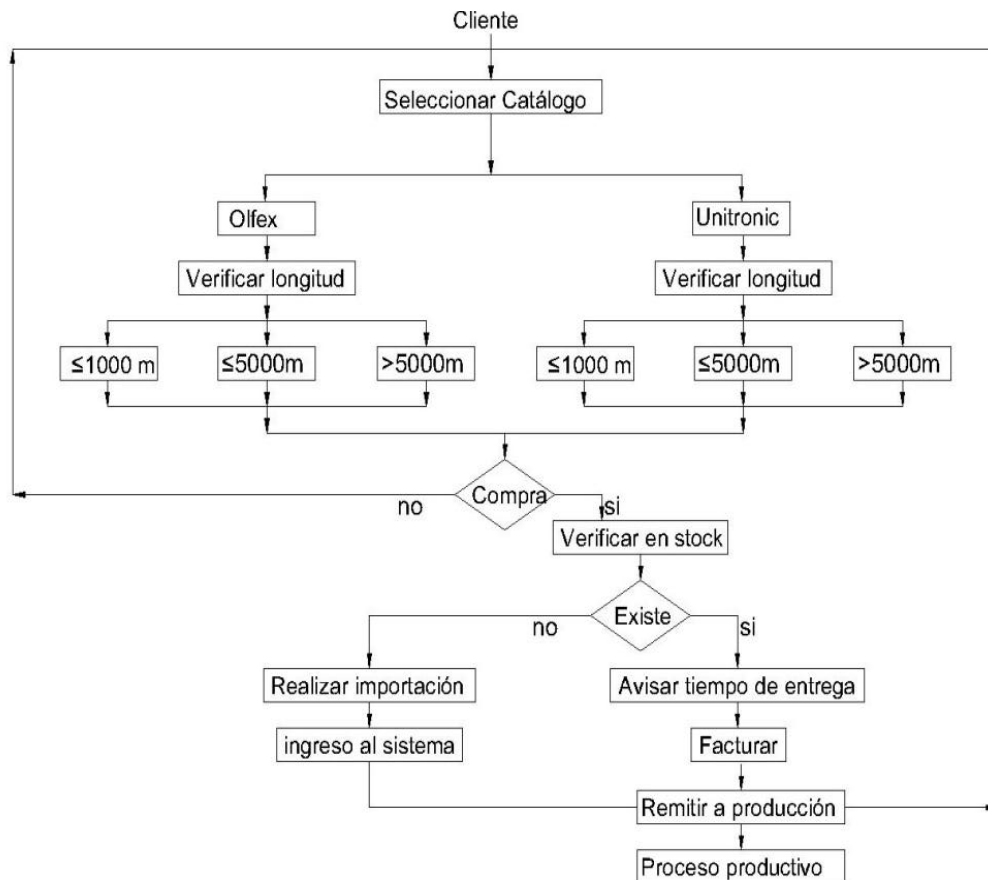 Cliente
Seleccionar Catálogo
Olfex
Unitronic
Verificar longitud
Verificar longitud
≤1000 m
≤5000m
>5000m
≤1000 m
≤5000m
>5000m
Compra
no
si
Verificar en stock
Existe
no
si
Realizar importación
Avisar tiempo de entrega
ingreso al sistema
Facturar
Remitir a producción
Proceso productivo